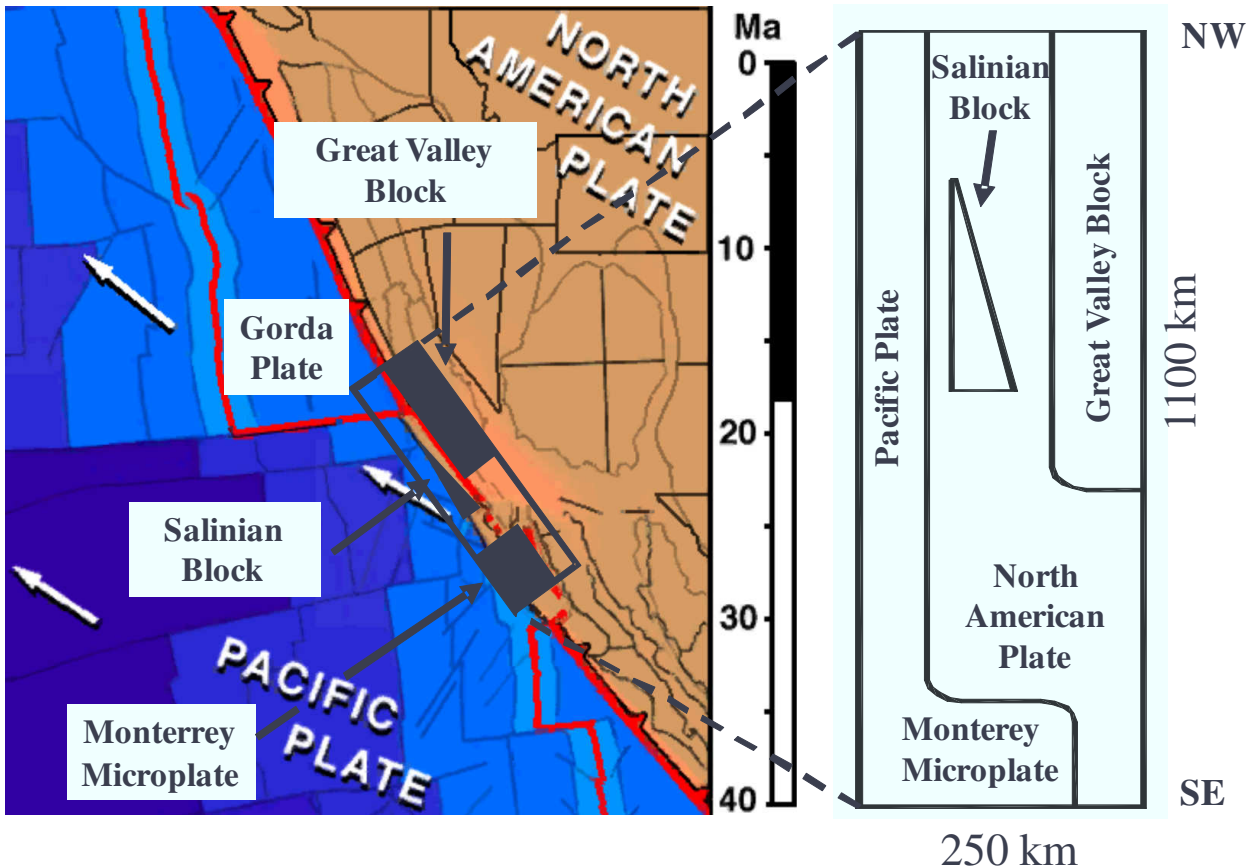 Ma
0
10
20
30
40
NORTH
AMERICAN
PLATE
Great Valley
Block
Gorda
Plate
Salinian
Block
Monterrey
Microplate
PACIFIC
PLATE
NW
Salinian
Block
Pacific Plate
Great Valley Block
1100 km
North
American
Plate
Monterey
Microplate
SE
250 km